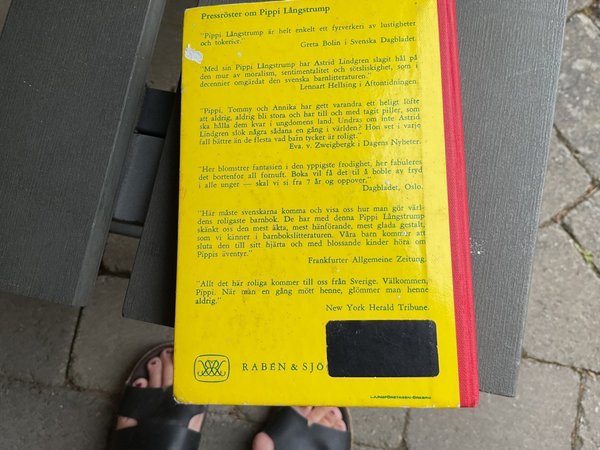 Pressröster om Pippi Långstrump
"Pippi Långstrump är helt enkelt ett fyrverkeri av lustigheter
och tokerier."
Greta Bolin i Svenska Dagbladet.
"Med sin Pippi Långstrump har Astrid Lindgren slagit hål på
den mur av moralism, sentimentalitet och sötsliskighet, som i
decennier omgärdat den svenska barnlitteraturen."
Lennart Hellsing i Aftontidningen.
"Pippi, Tommy och Annika har gett varandra ett heligt löfte
att aldrig, aldrig bli stora och har till och med tagit piller, som
ska hålla dem kvar i ungdomens land. Undras om inte Astrid
Lindgren slök några sådana en gång i världen? Hon vet i varje
fall bättre än de flesta vad barn tycker är roligt."
Eva. v. Zweigbergk i Dagens Nyheter.
"Her blomstrer fantasien i den yppigste frodighet, her fabuleres
det bortenfor all fornuft. Boka vil få det til å boble av fryd
i alle unger — skal vi si fra 7 år og oppover."
Dagbladet, Oslo.
"Här måste svenskarna komma och visa oss hur man gör värl-
dens roligaste barnbok. De har med denna Pippi Långstrump
skänkt oss den mest äkta, mest hänförande, mest glada gestalt,
som vi känner i barnbokslitteraturen. Våra barn kommer att
sluta den till sitt hjärta och med blossande kinder höra om
Pippis äventyr."
Frankfurter Allgemeine Zeitung.
"Allt det här roliga kommer till oss från Sverige. Välkommen,
Pippi. När man en gång mött henne, glömmer man henne
aldrig."
New York Herald Tribune.
RABÉN & SJÖ
LJUNGFÖRETAGEN·ÖREBRO